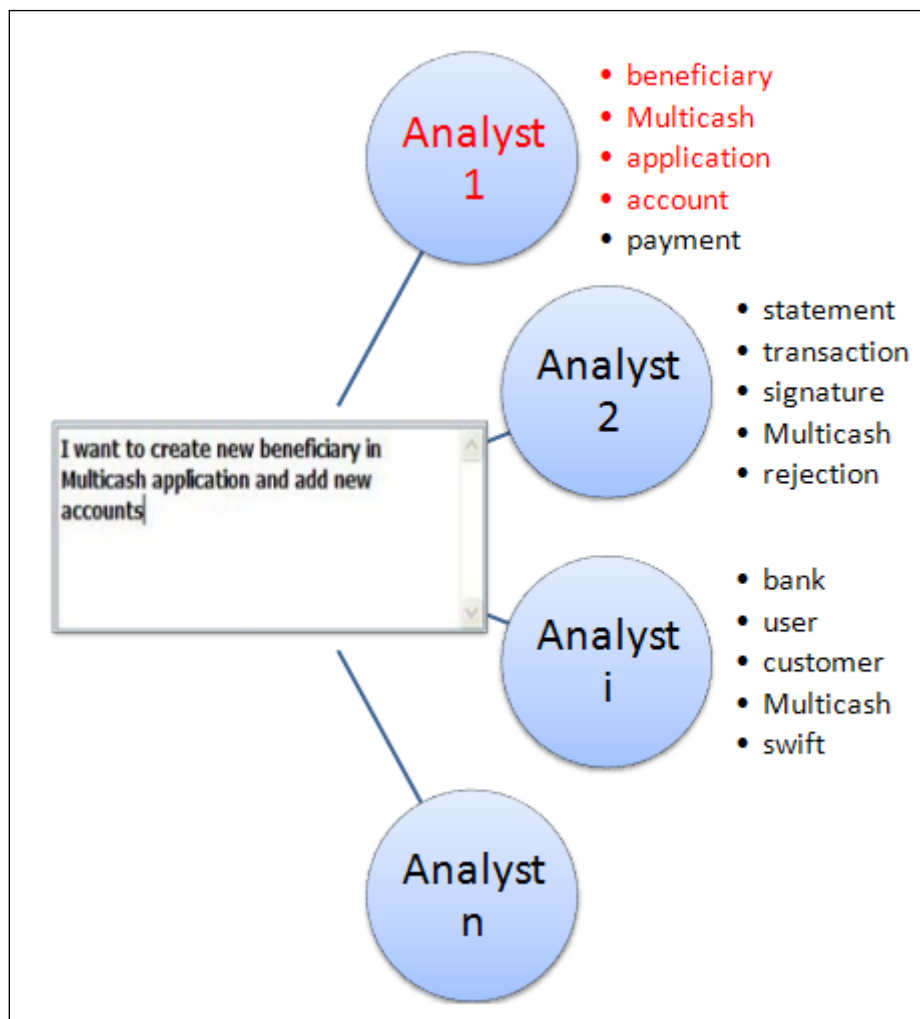 Analyst
1
• beneficiary
• Multicash
• application
• account
• payment
Analyst
2
• statement
• transaction
• signature
• Multicash
• rejection
I want to create new beneficiary in
Multicash application and add new
accounts
Analyst
i
• bank
• user
• customer
• Multicash
• swift
Analyst
n